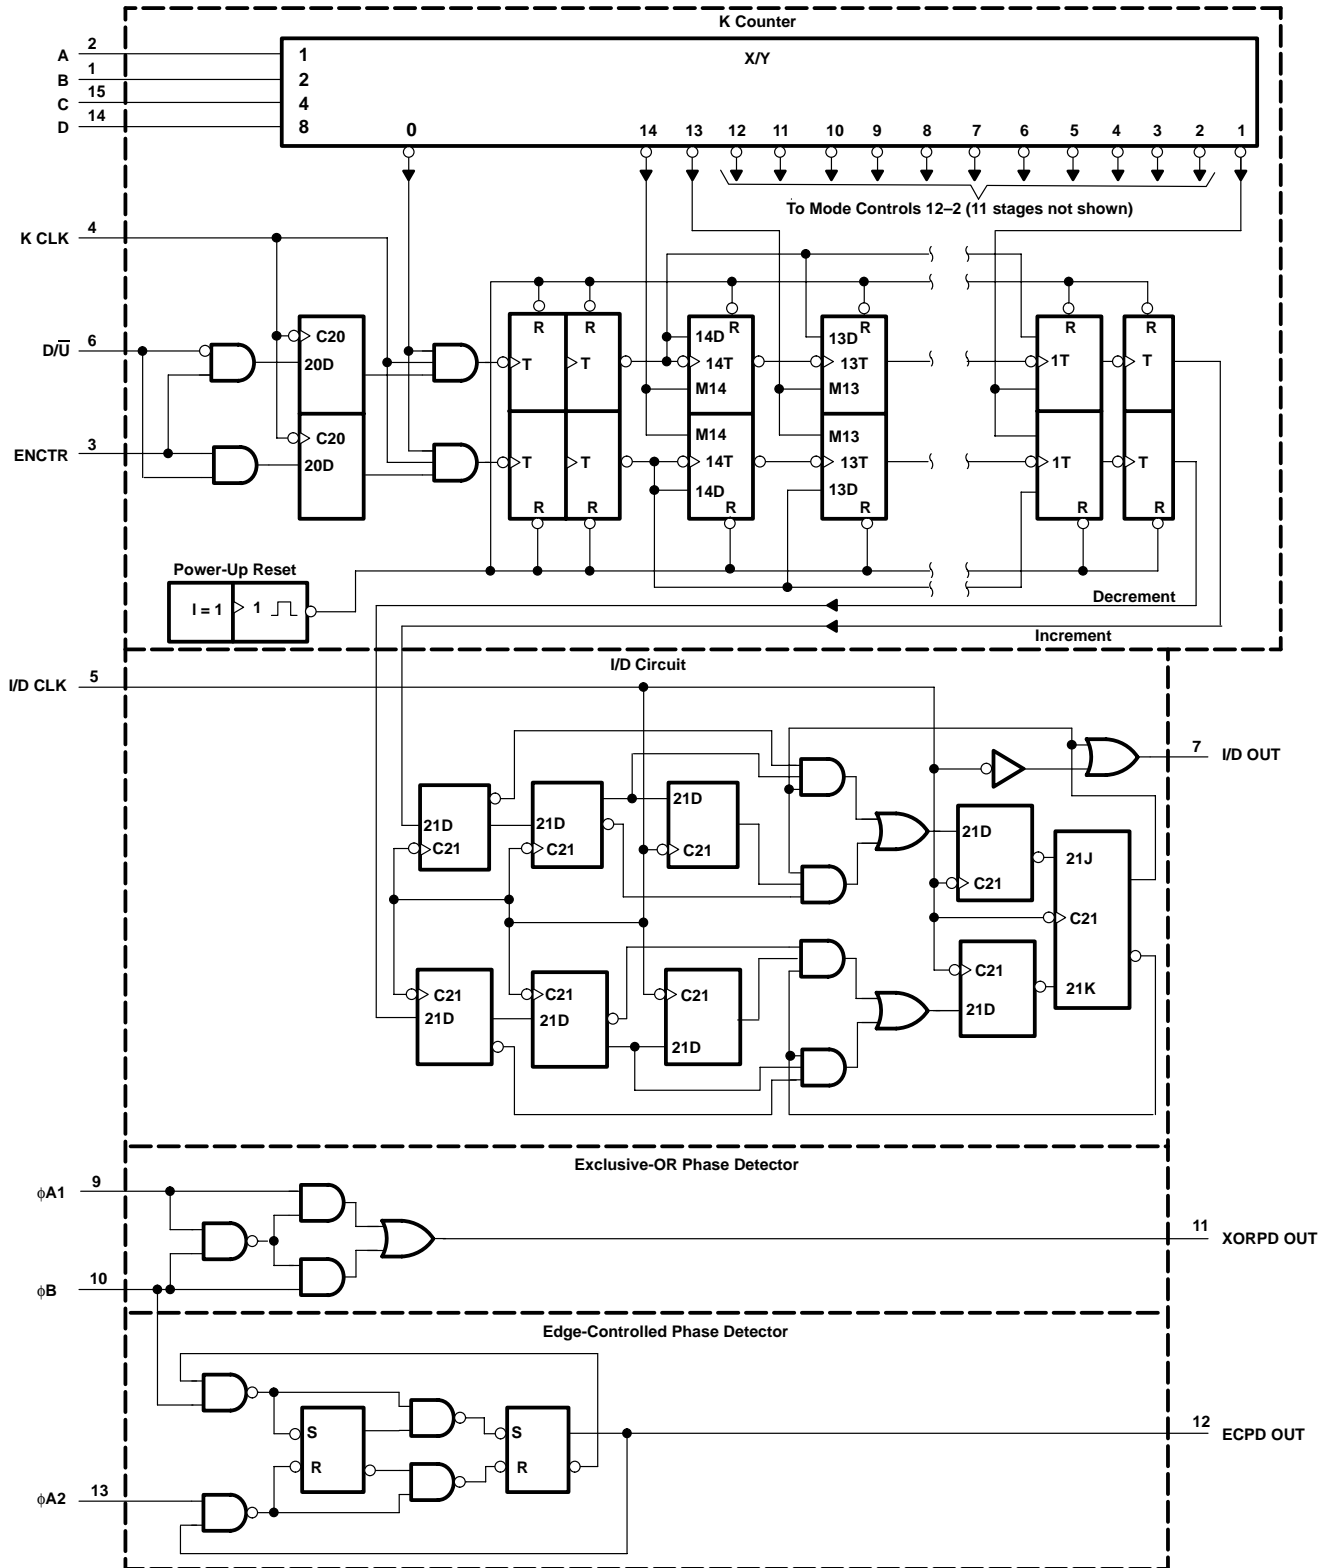 K Counter
A 2 1 X/Y
B 1 2
C 15 4
D 14 8
0 14 13 12 11 10 9 8 7 6 5 4 3 2 1
To Mode Controls 12–2 (11 stages not shown)
K CLK 4
R R R R R R
D/U̅ 6
C20 14D 13D
20D T T 14T 13T 1T T
M14 M13
C20 M14 M13
ENCTR 3
20D T T 14T 13T 1T T
14D 13D
R R R R R R
Power-Up Reset
I = 1 1
Decrement
Increment
I/D Circuit
I/D CLK 5
7 I/D OUT
21D
21D 21D 21D
C21 C21 C21 21J
C21
C21
C21 C21 C21 C21
21D 21D 21K
21D 21D
Exclusive-OR Phase Detector
ϕA1 9
11 XORPD OUT
ϕB 10
Edge-Controlled Phase Detector
S S
12 ECPD OUT
R R
ϕA2 13